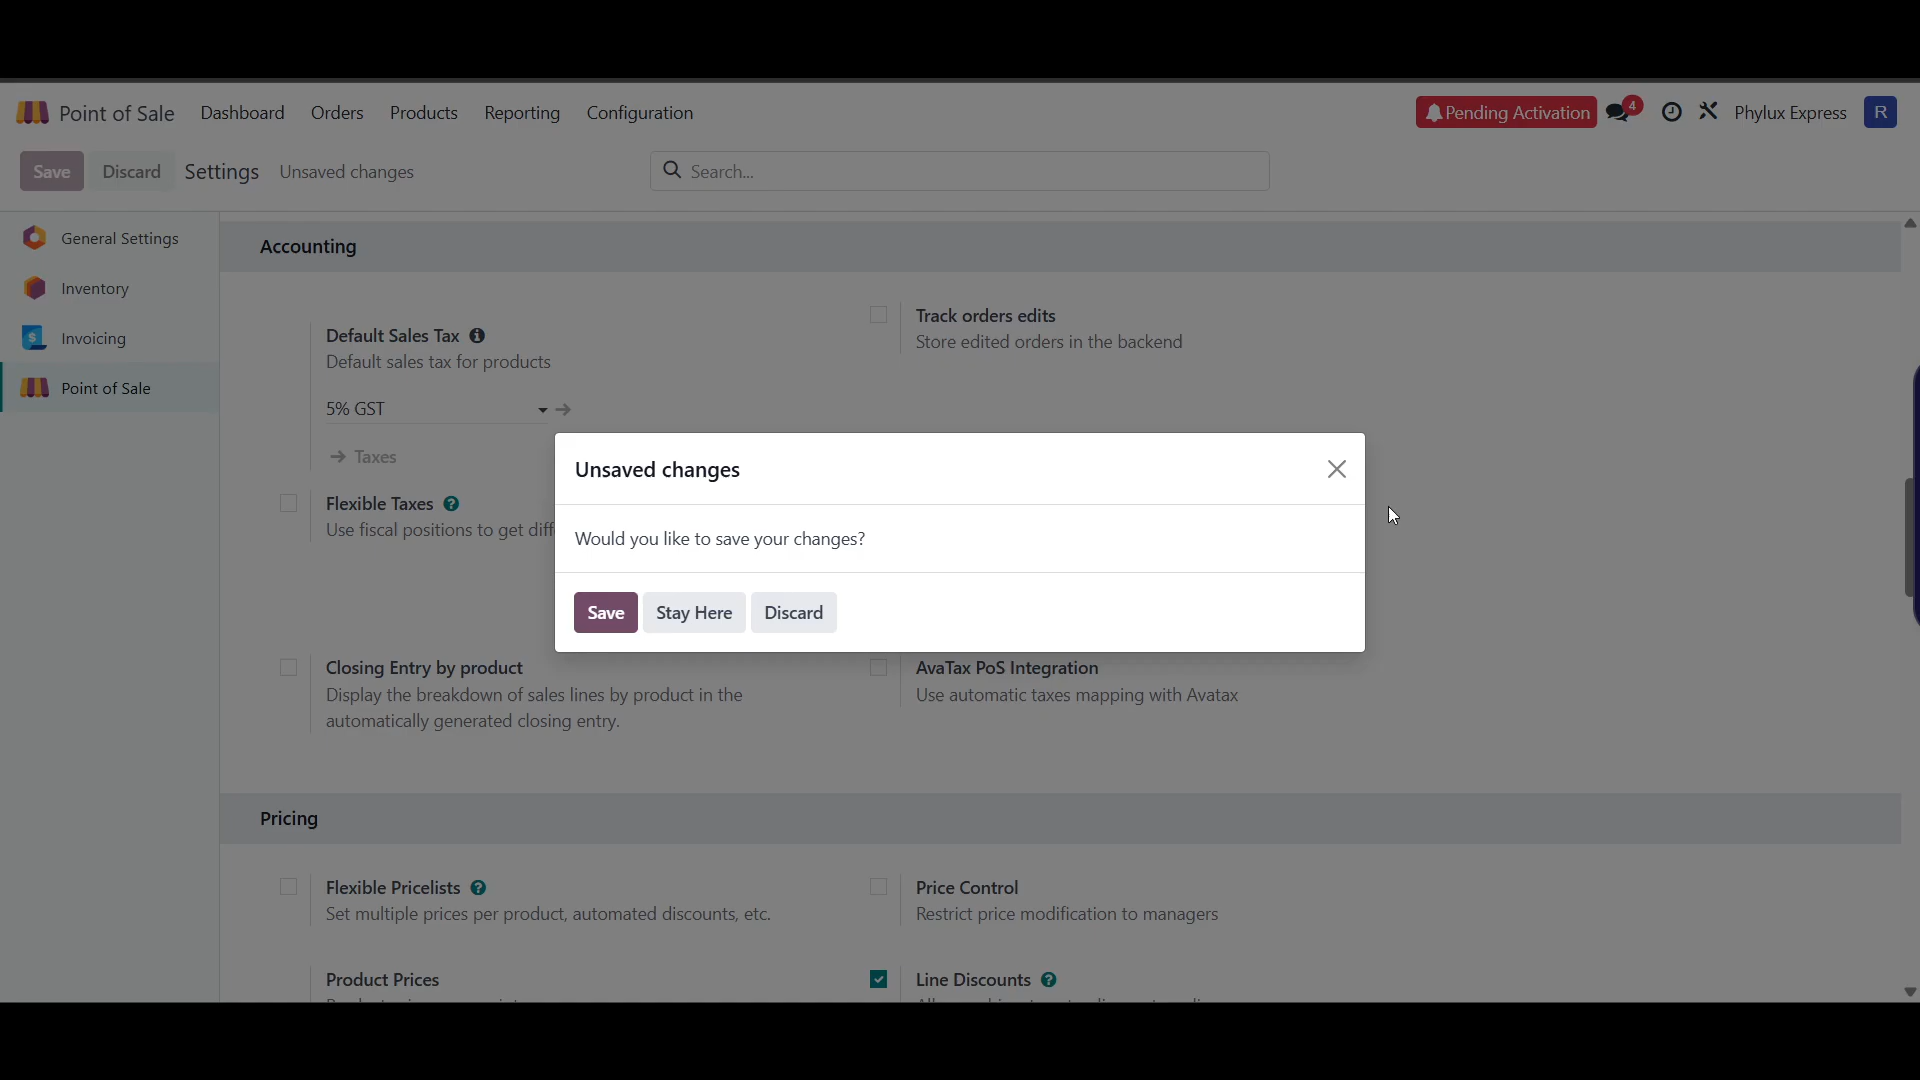 Point of Sale Dashboard Orders Products Reporting Configuration Pending Activation 4 Phylux Express R
Save Discard Settings Unsaved changes Search...
General Settings
Inventory
Invoicing
Point of Sale
Accounting
Default Sales Tax
Default sales tax for products
5% GST
Taxes
Track orders edits
Store edited orders in the backend
Flexible Taxes ?
Use fiscal positions to get
Unsaved changes
Would you like to save your changes?
Save Stay Here Discard
Closing Entry by product
Display the breakdown of sales lines by product in the
automatically generated closing entry.
AvaTax PoS Integration
Use automatic taxes mapping with Avatax
Pricing
Flexible Pricelists ?
Set multiple prices per product, automated discounts, etc.
Price Control
Restrict price modification to managers
Product Prices
Line Discounts ?